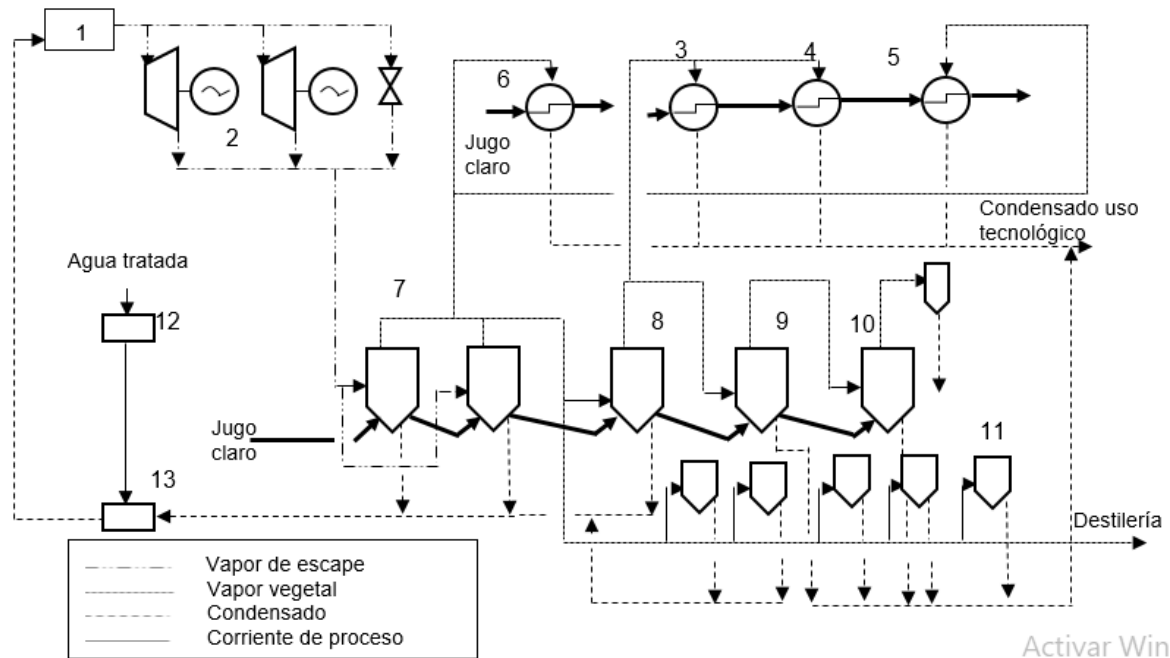 1
2
3
4
5
6
Jugo
claro
Condensado uso
tecnológico
Agua tratada
7
8
9
10
12
Jugo
claro
11
13
Destilería
Vapor de escape
Vapor vegetal
Condensado
Corriente de proceso
Activar Win